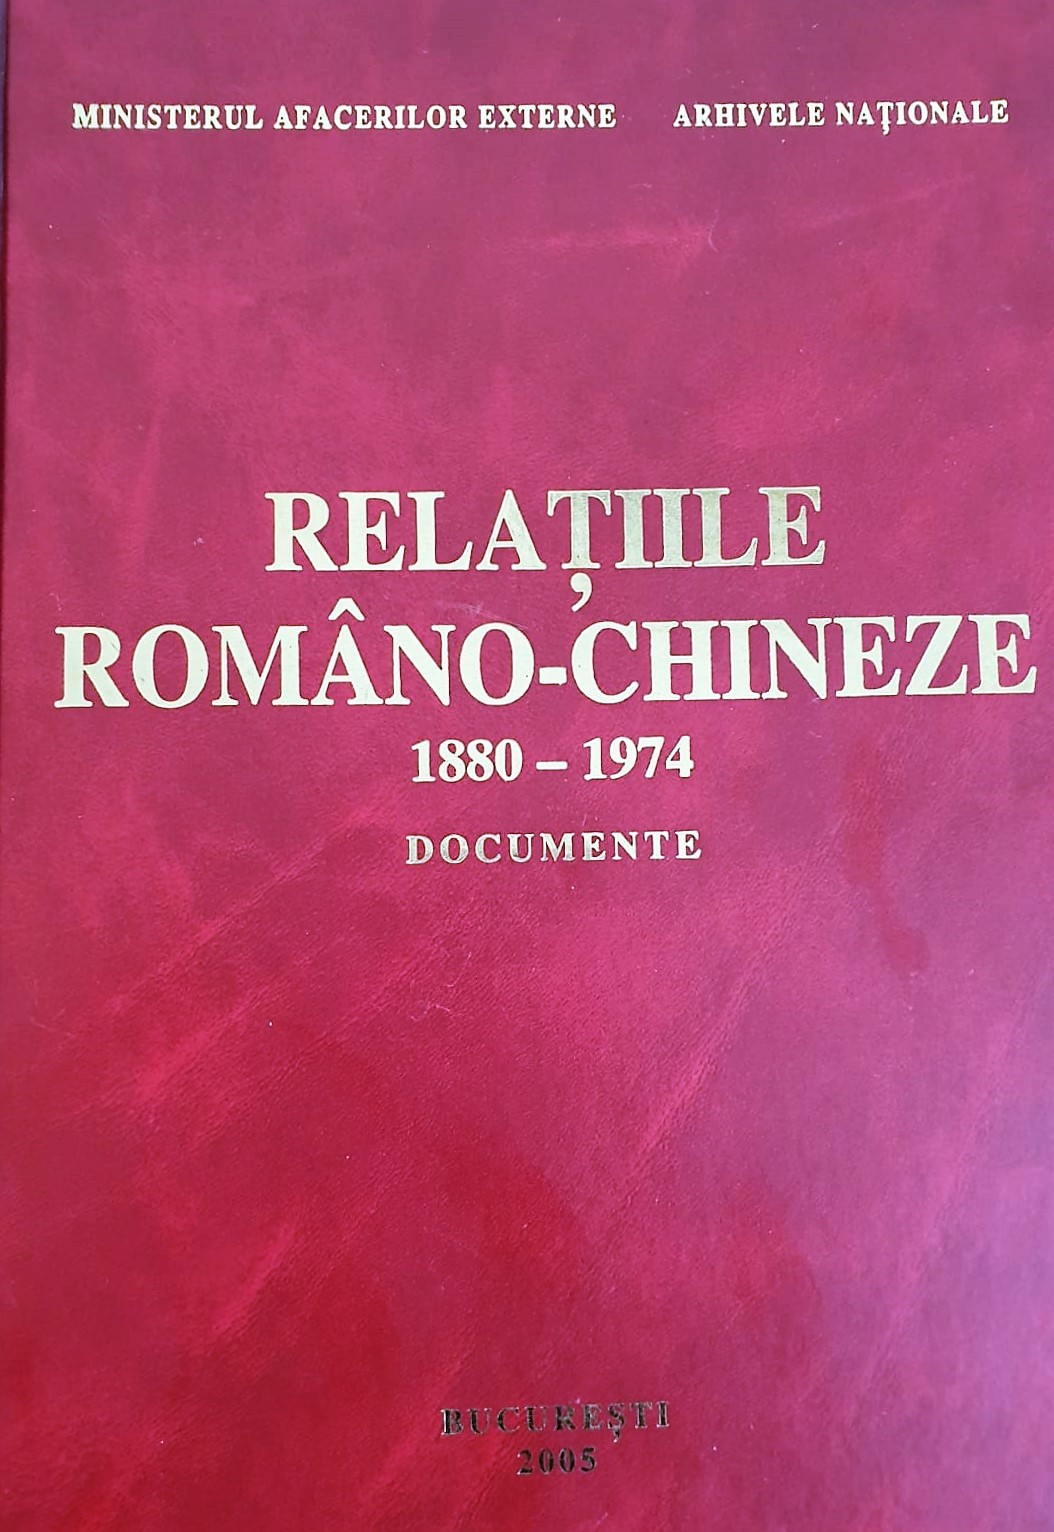 MINISTERUL AFACERILOR EXTERNE ARHIVELE NAȚIONALE
RELAȚIILE
ROMÂNO-CHINEZE
1880 – 1974
DOCUMENTE
BUCUREȘTI
2005